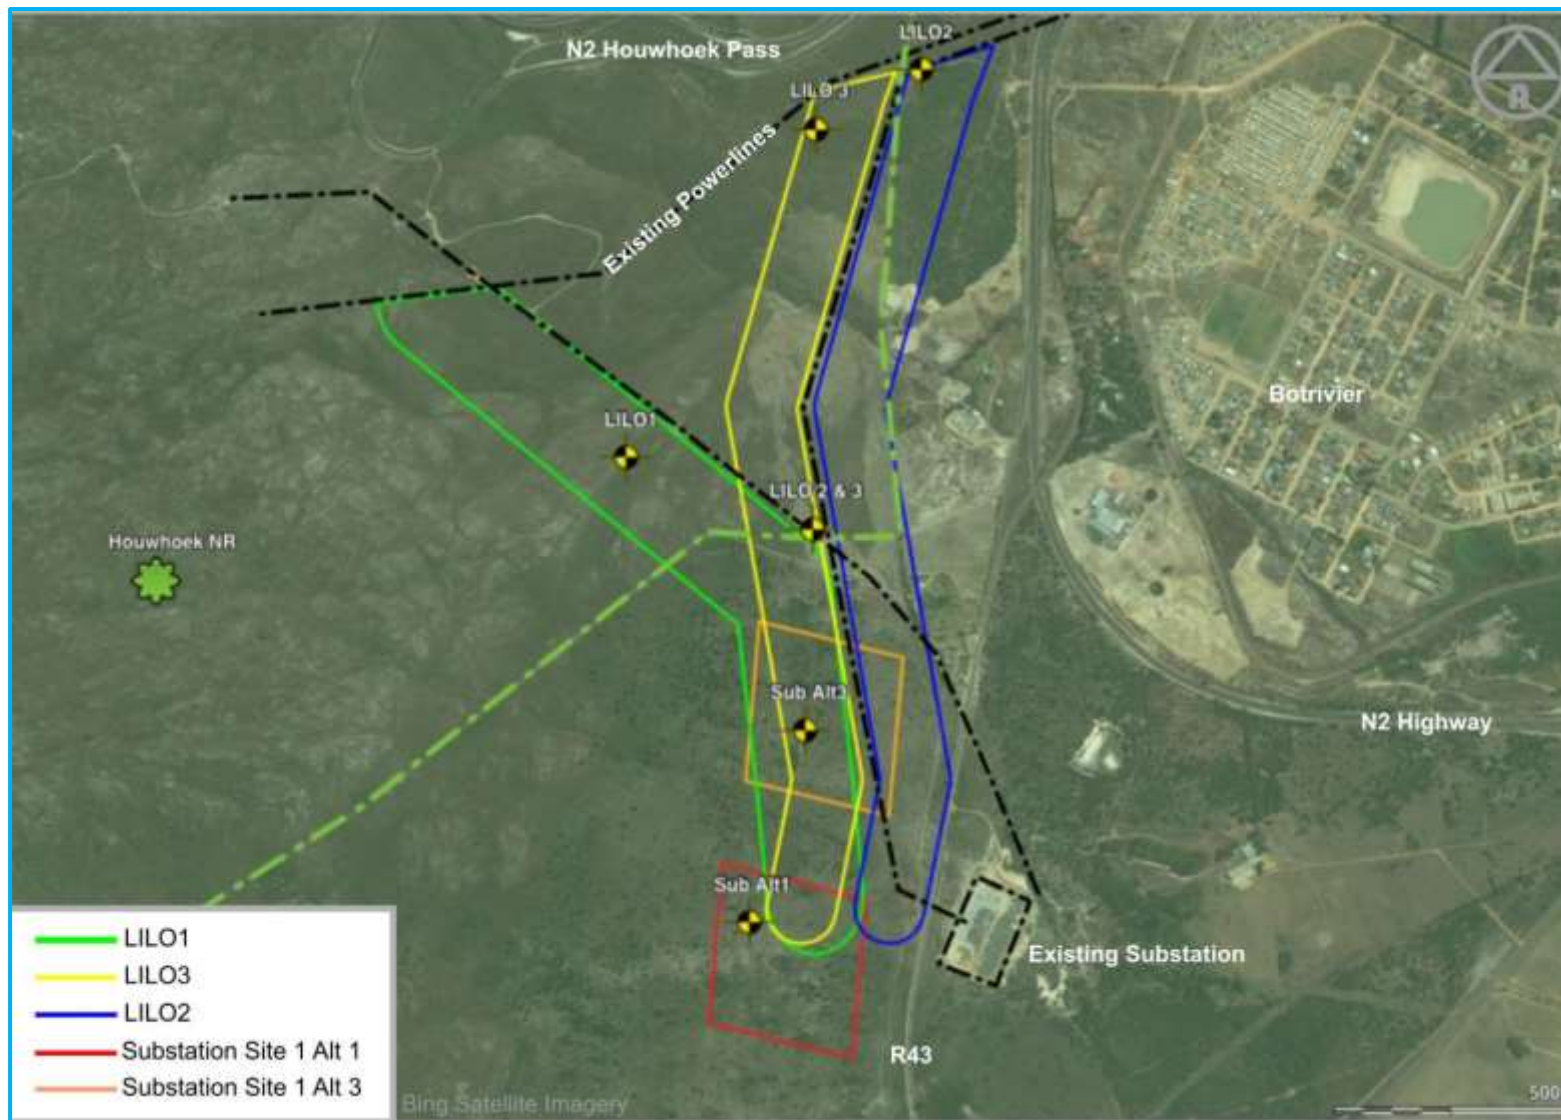 LILO2
N2 Houwhoek Pass
LILO 3
Existing Powerlines
Botrivier
LILO1
LILO 2 & 3
Houwhoek NR
Sub Alt3
N2 Highway
Sub Alt1
Existing Substation
R43
LILO1
LILO3
LILO2
Substation Site 1 Alt 1
Substation Site 1 Alt 3
Bing Satellite Imagery
500